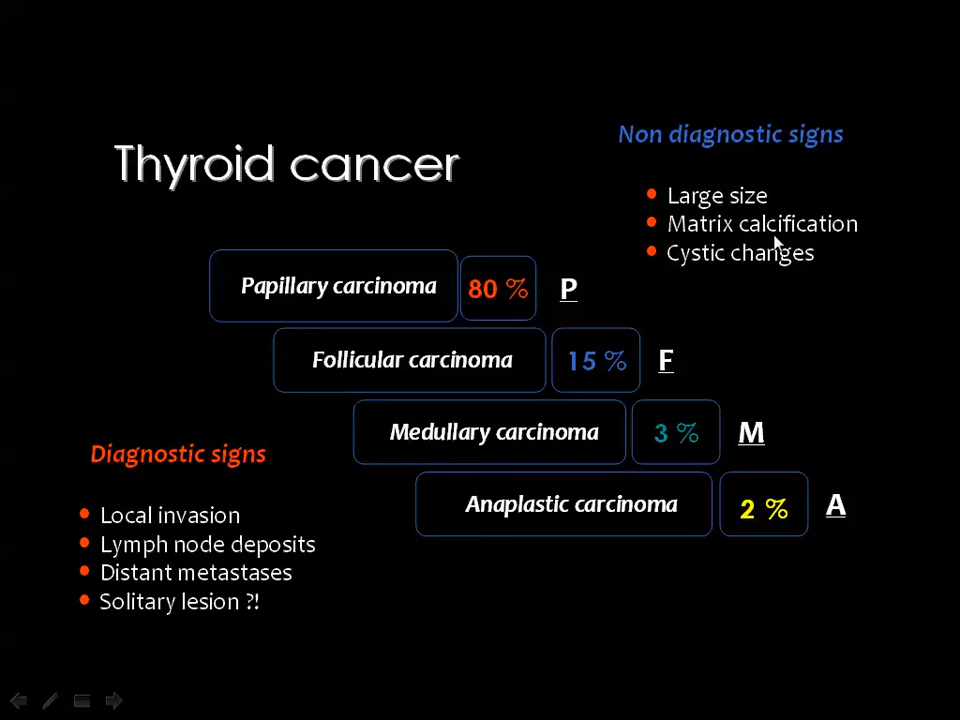 Thyroid cancer
Non diagnostic signs
• Large size
• Matrix calcification
• Cystic changes
Papillary carcinoma 80 % P
Follicular carcinoma 15 % F
Medullary carcinoma 3 % M
Anaplastic carcinoma 2 % A
Diagnostic signs
• Local invasion
• Lymph node deposits
• Distant metastases
• Solitary lesion ?!